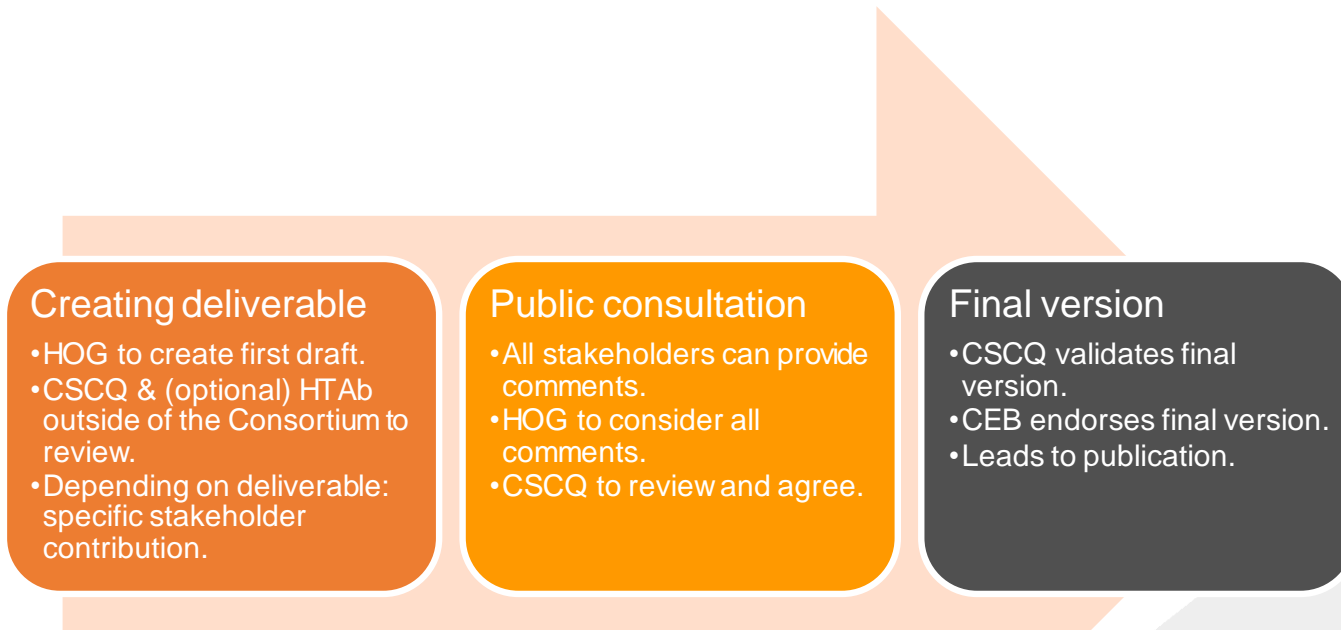 Creating deliverable
•HOG to create first draft.
•CSCQ & (optional) HTAb
outside of the Consortium to
review.
•Depending on deliverable:
specific stakeholder
contribution.
Public consultation
•All stakeholders can provide
comments.
•HOG to consider all
comments.
•CSCQ to review and agree.
Final version
•CSCQ validates final
version.
•CEB endorses final version.
•Leads to publication.